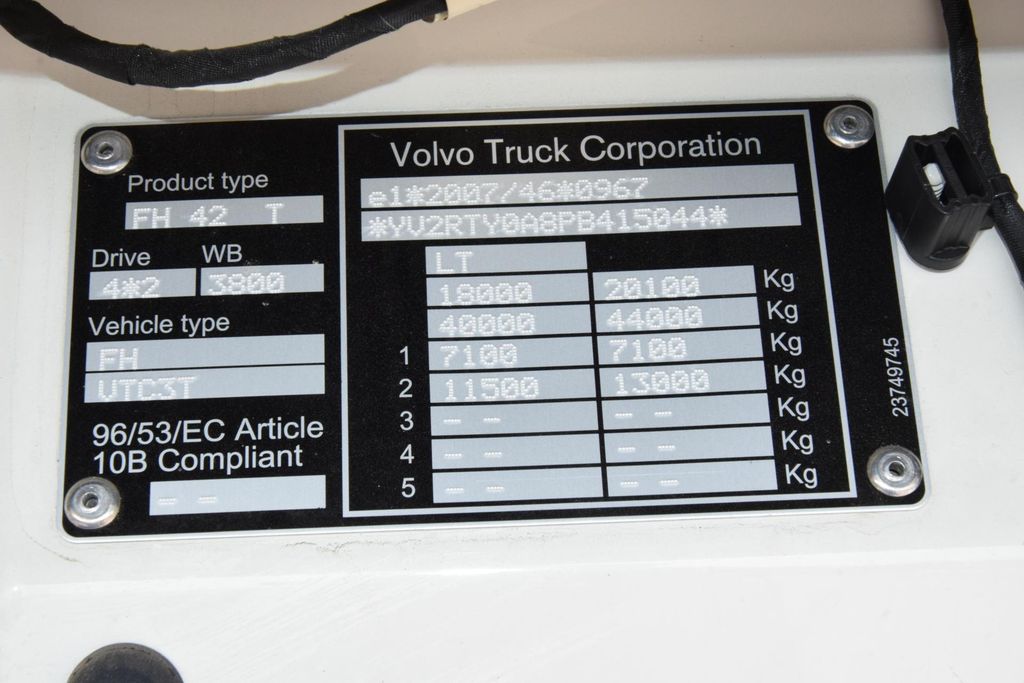 Volvo Truck Corporation
e1*2007/46*0967
*YV2RTY0A8PB415044*
Product type
FH 42 T
Drive WB
4*2 3800
Vehicle type
FH
VTC3T
96/53/EC Article
10B Compliant
- -
LT
18000 20100 Kg
40000 44000 Kg
1 7100 7100 Kg
2 11500 13000 Kg
3 - - - - Kg
4 - - - - Kg
5 - - - - Kg
23749745